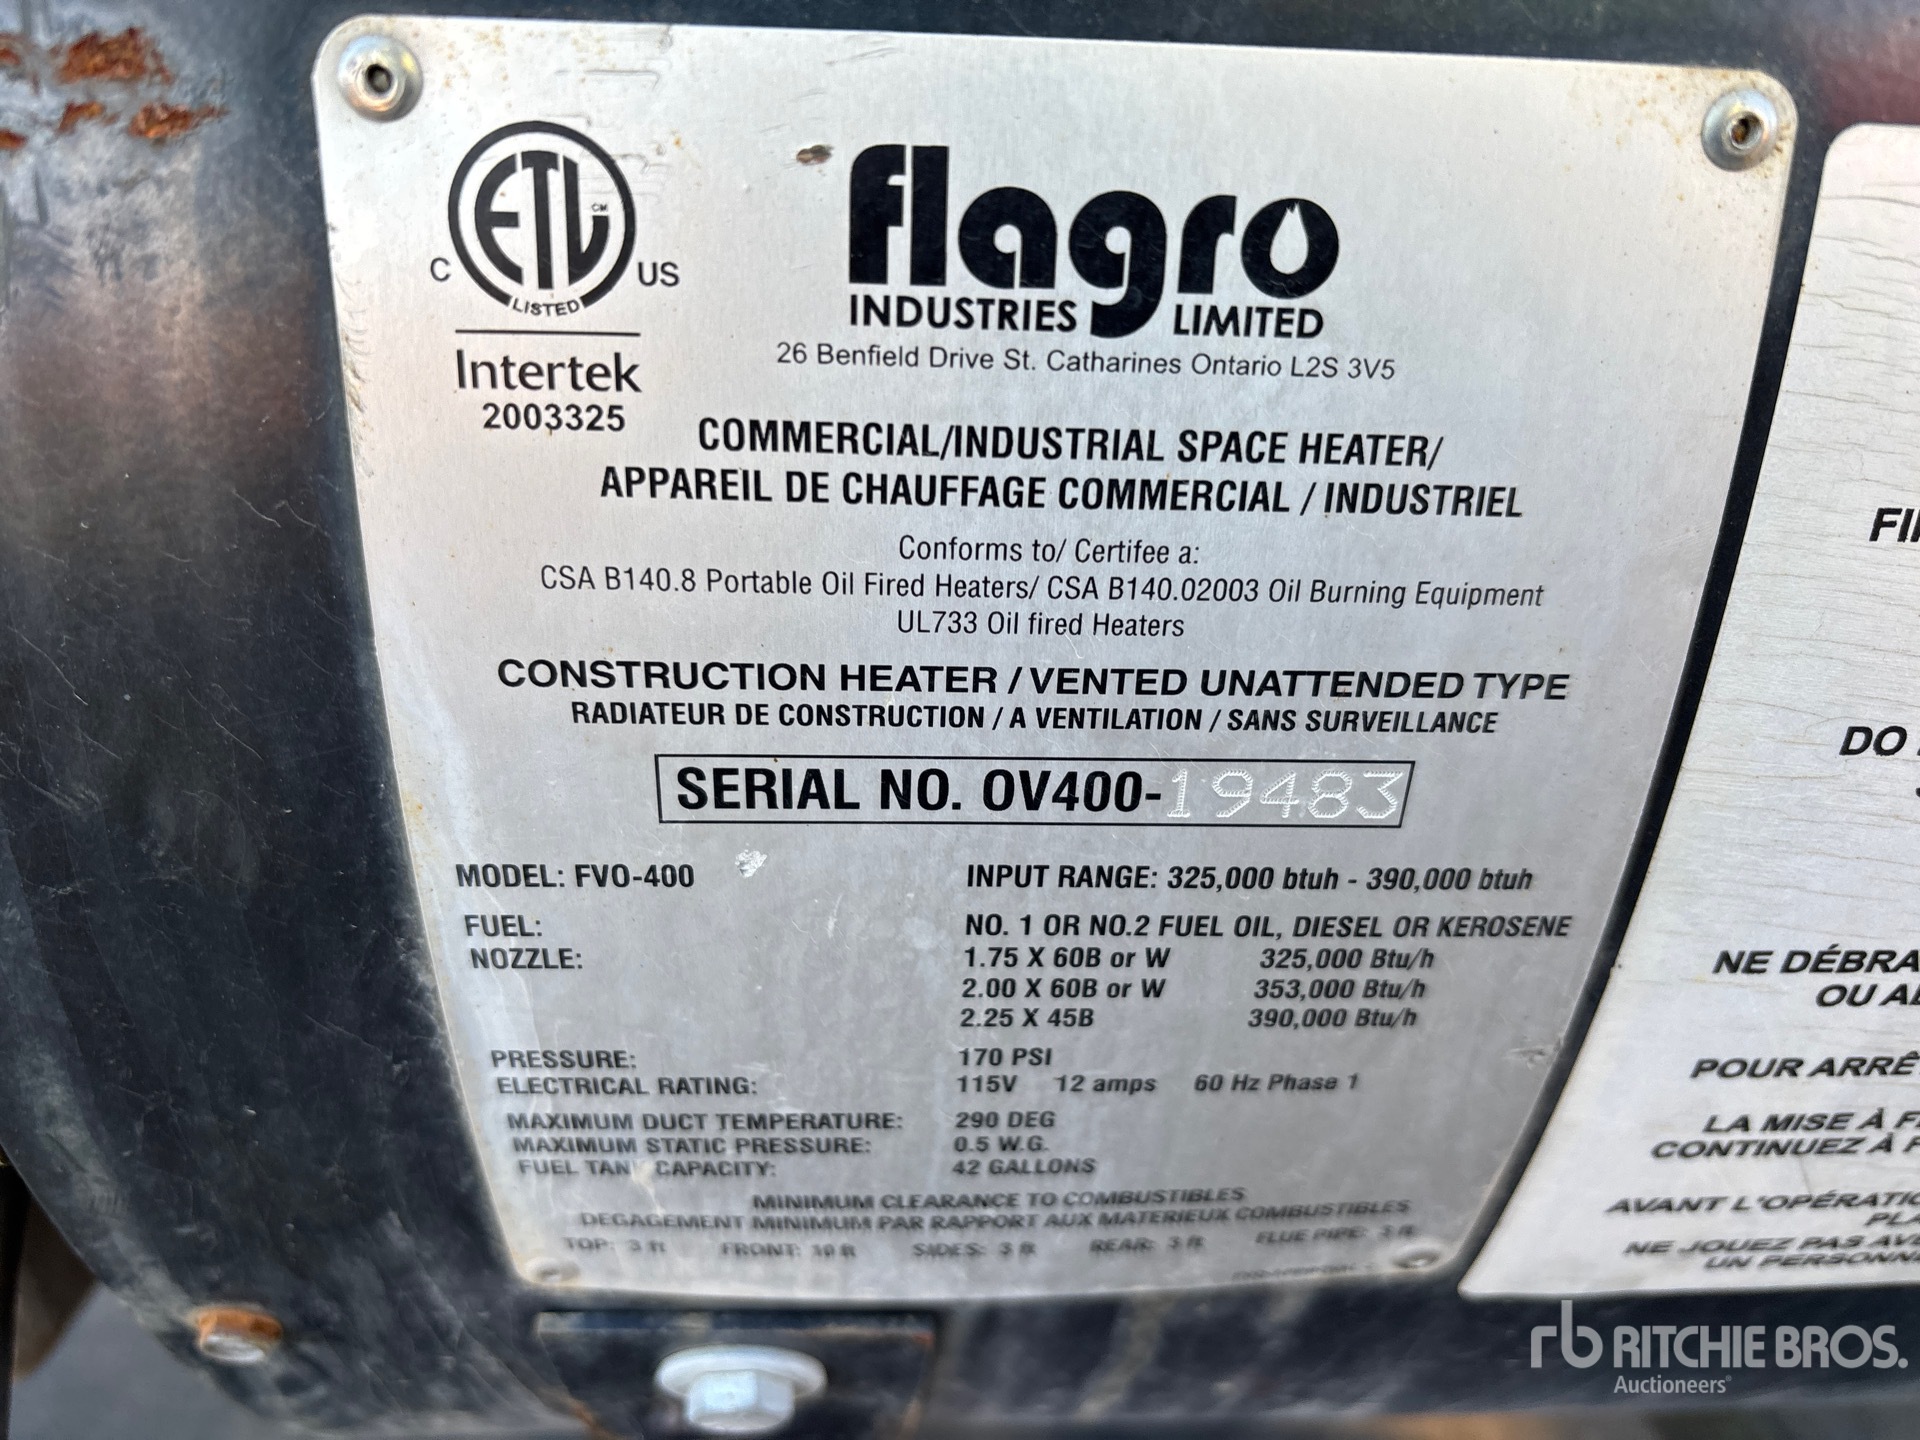 ETL CM
LISTED
C US
Intertek
2003325
flagro
INDUSTRIES LIMITED
26 Benfield Drive St. Catharines Ontario L2S 3V5
COMMERCIAL/INDUSTRIAL SPACE HEATER/
APPAREIL DE CHAUFFAGE COMMERCIAL / INDUSTRIEL
Conforms to/ Certifee a:
CSA B140.8 Portable Oil Fired Heaters/ CSA B140.02003 Oil Burning Equipment
UL733 Oil fired Heaters
CONSTRUCTION HEATER / VENTED UNATTENDED TYPE
RADIATEUR DE CONSTRUCTION / A VENTILATION / SANS SURVEILLANCE
SERIAL NO. OV400-19483
MODEL: FVO-400 INPUT RANGE: 325,000 btuh - 390,000 btuh
FUEL: NO. 1 OR NO.2 FUEL OIL, DIESEL OR KEROSENE
NOZZLE: 1.75 X 60B or W 325,000 Btu/h
2.00 X 60B or W 353,000 Btu/h
2.25 X 45B 390,000 Btu/h
PRESSURE: 170 PSI
ELECTRICAL RATING: 115V 12 amps 60 Hz Phase 1
MAXIMUM DUCT TEMPERATURE: 290 DEG
MAXIMUM STATIC PRESSURE: 0.5 W.G.
FUEL TANK CAPACITY: 42 GALLONS
MINIMUM CLEARANCE TO COMBUSTIBLES
DEGAGEMENT MINIMUM PAR RAPPORT AUX MATERIEUX COMBUSTIBLES
TOP: 3 ft FRONT: 10 ft SIDES: 3 ft REAR: 3 ft FLUE PIPE: 3 ft
FI
DO
NE DÉBRA
OU A
POUR ARRÊ
LA MISE À F
CONTINUEZ À F
AVANT L'OPÉRATIO
PLA
NE JOUEZ PAS AVE
UN PERSONN
rb RITCHIE BROS.
Auctioneers